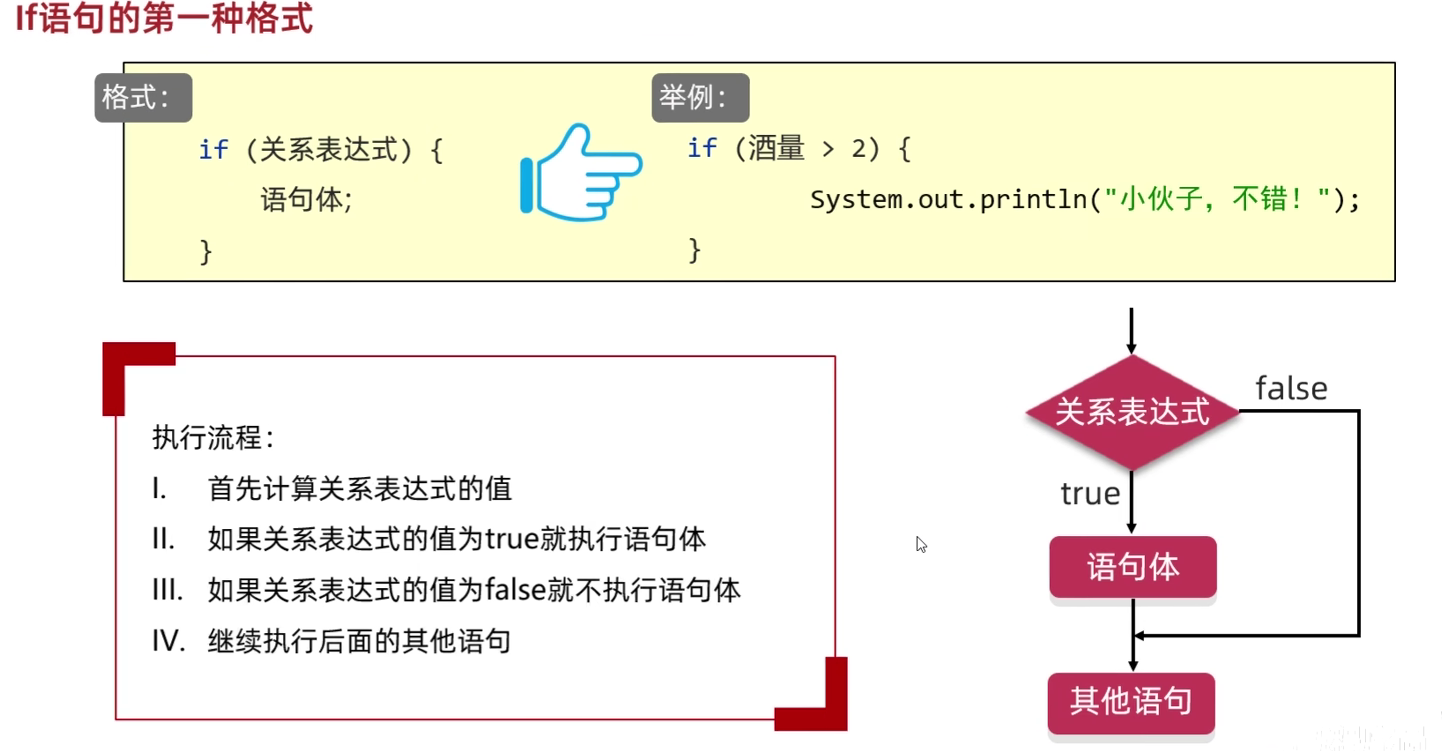 If语句的第一种格式
格式：
举例：
if (关系表达式) {
语句体;
}
if (酒量 > 2) {
System.out.println("小伙子，不错！");
}
执行流程：
I. 首先计算关系表达式的值
II. 如果关系表达式的值为true就执行语句体
III. 如果关系表达式的值为false就不执行语句体
IV. 继续执行后面的其他语句
关系表达式
false
true
语句体
其他语句